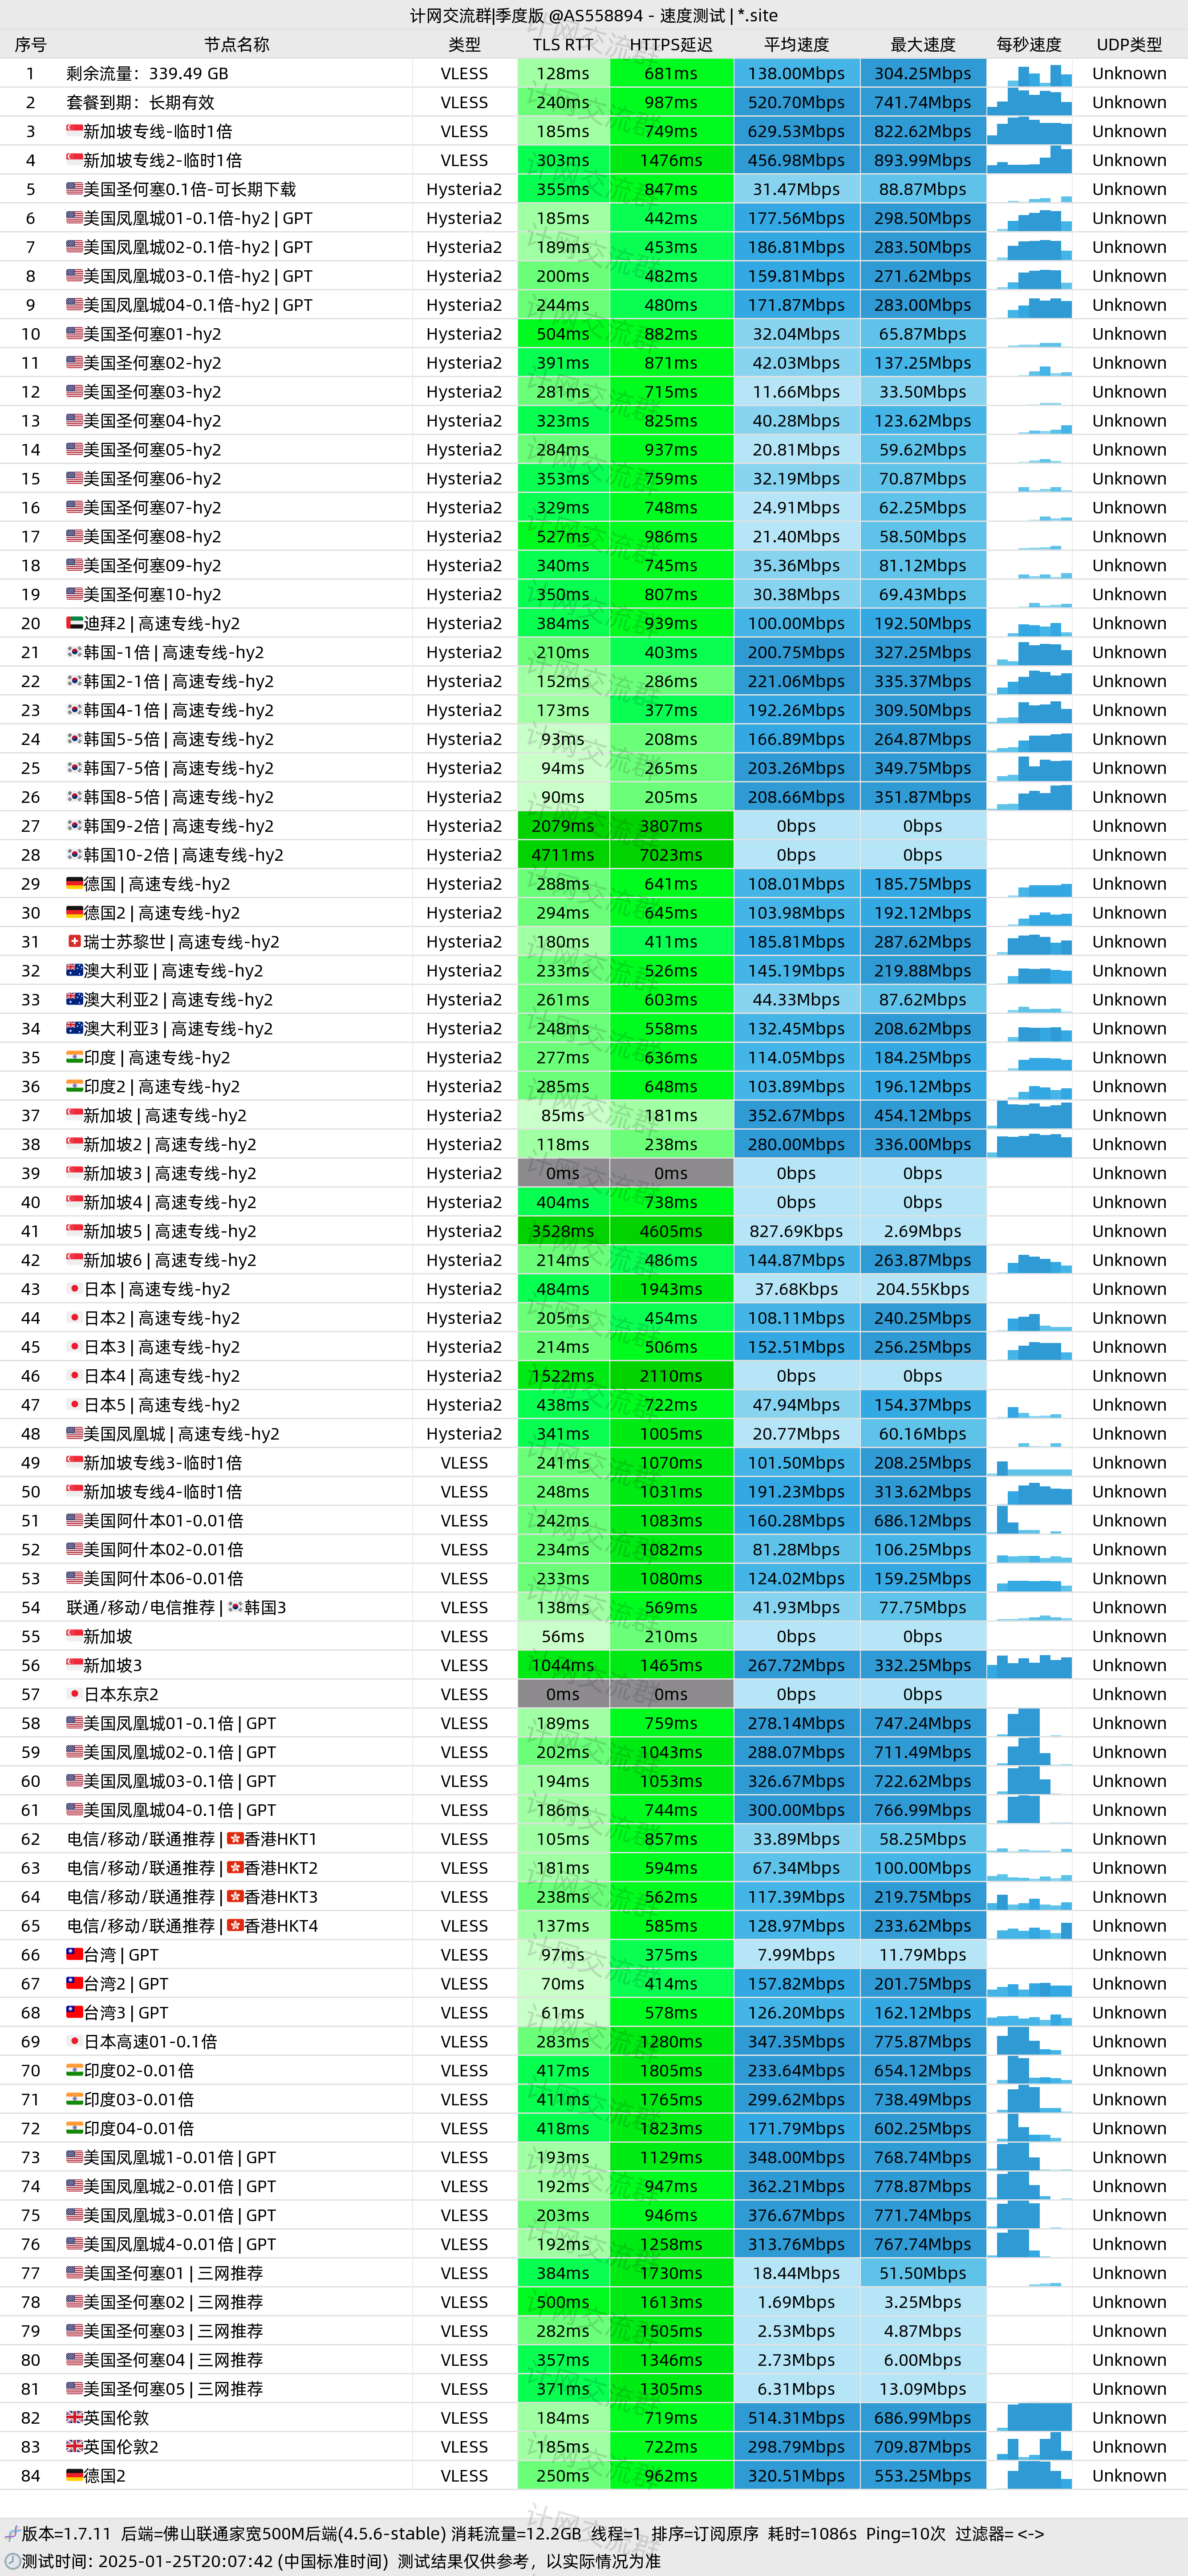 计网交流群|季度版 @AS558894 - 速度测试 | *.site
序号 节点名称 类型 TLS RTT HTTPS延迟 平均速度 最大速度 每秒速度 UDP类型
1 剩余流量：339.49 GB VLESS 128ms 681ms 138.00Mbps 304.25Mbps Unknown
2 套餐到期：长期有效 VLESS 240ms 987ms 520.70Mbps 741.74Mbps Unknown
3 新加坡专线-临时1倍 VLESS 185ms 749ms 629.53Mbps 822.62Mbps Unknown
4 新加坡专线2-临时1倍 VLESS 303ms 1476ms 456.98Mbps 893.99Mbps Unknown
5 美国圣何塞0.1倍-可长期下载 Hysteria2 355ms 847ms 31.47Mbps 88.87Mbps Unknown
6 美国凤凰城01-0.1倍-hy2 | GPT Hysteria2 185ms 442ms 177.56Mbps 298.50Mbps Unknown
7 美国凤凰城02-0.1倍-hy2 | GPT Hysteria2 189ms 453ms 186.81Mbps 283.50Mbps Unknown
8 美国凤凰城03-0.1倍-hy2 | GPT Hysteria2 200ms 482ms 159.81Mbps 271.62Mbps Unknown
9 美国凤凰城04-0.1倍-hy2 | GPT Hysteria2 244ms 480ms 171.87Mbps 283.00Mbps Unknown
10 美国圣何塞01-hy2 Hysteria2 504ms 882ms 32.04Mbps 65.87Mbps Unknown
11 美国圣何塞02-hy2 Hysteria2 391ms 871ms 42.03Mbps 137.25Mbps Unknown
12 美国圣何塞03-hy2 Hysteria2 281ms 715ms 11.66Mbps 33.50Mbps Unknown
13 美国圣何塞04-hy2 Hysteria2 323ms 825ms 40.28Mbps 123.62Mbps Unknown
14 美国圣何塞05-hy2 Hysteria2 284ms 937ms 20.81Mbps 59.62Mbps Unknown
15 美国圣何塞06-hy2 Hysteria2 353ms 759ms 32.19Mbps 70.87Mbps Unknown
16 美国圣何塞07-hy2 Hysteria2 329ms 748ms 24.91Mbps 62.25Mbps Unknown
17 美国圣何塞08-hy2 Hysteria2 527ms 986ms 21.40Mbps 58.50Mbps Unknown
18 美国圣何塞09-hy2 Hysteria2 340ms 745ms 35.36Mbps 81.12Mbps Unknown
19 美国圣何塞10-hy2 Hysteria2 350ms 807ms 30.38Mbps 69.43Mbps Unknown
20 迪拜2 | 高速专线-hy2 Hysteria2 384ms 939ms 100.00Mbps 192.50Mbps Unknown
21 韩国-1倍 | 高速专线-hy2 Hysteria2 210ms 403ms 200.75Mbps 327.25Mbps Unknown
22 韩国2-1倍 | 高速专线-hy2 Hysteria2 152ms 286ms 221.06Mbps 335.37Mbps Unknown
23 韩国4-1倍 | 高速专线-hy2 Hysteria2 173ms 377ms 192.26Mbps 309.50Mbps Unknown
24 韩国5-5倍 | 高速专线-hy2 Hysteria2 93ms 208ms 166.89Mbps 264.87Mbps Unknown
25 韩国7-5倍 | 高速专线-hy2 Hysteria2 94ms 265ms 203.26Mbps 349.75Mbps Unknown
26 韩国8-5倍 | 高速专线-hy2 Hysteria2 90ms 205ms 208.66Mbps 351.87Mbps Unknown
27 韩国9-2倍 | 高速专线-hy2 Hysteria2 2079ms 3807ms 0bps 0bps Unknown
28 韩国10-2倍 | 高速专线-hy2 Hysteria2 4711ms 7023ms 0bps 0bps Unknown
29 德国 | 高速专线-hy2 Hysteria2 288ms 641ms 108.01Mbps 185.75Mbps Unknown
30 德国2 | 高速专线-hy2 Hysteria2 294ms 645ms 103.98Mbps 192.12Mbps Unknown
31 瑞士苏黎世 | 高速专线-hy2 Hysteria2 180ms 411ms 185.81Mbps 287.62Mbps Unknown
32 澳大利亚 | 高速专线-hy2 Hysteria2 233ms 526ms 145.19Mbps 219.88Mbps Unknown
33 澳大利亚2 | 高速专线-hy2 Hysteria2 261ms 603ms 44.33Mbps 87.62Mbps Unknown
34 澳大利亚3 | 高速专线-hy2 Hysteria2 248ms 558ms 132.45Mbps 208.62Mbps Unknown
35 印度 | 高速专线-hy2 Hysteria2 277ms 636ms 114.05Mbps 184.25Mbps Unknown
36 印度2 | 高速专线-hy2 Hysteria2 285ms 648ms 103.89Mbps 196.12Mbps Unknown
37 新加坡 | 高速专线-hy2 Hysteria2 85ms 181ms 352.67Mbps 454.12Mbps Unknown
38 新加坡2 | 高速专线-hy2 Hysteria2 118ms 238ms 280.00Mbps 336.00Mbps Unknown
39 新加坡3 | 高速专线-hy2 Hysteria2 0ms 0ms 0bps 0bps Unknown
40 新加坡4 | 高速专线-hy2 Hysteria2 404ms 738ms 0bps 0bps Unknown
41 新加坡5 | 高速专线-hy2 Hysteria2 3528ms 4605ms 827.69Kbps 2.69Mbps Unknown
42 新加坡6 | 高速专线-hy2 Hysteria2 214ms 486ms 144.87Mbps 263.87Mbps Unknown
43 日本 | 高速专线-hy2 Hysteria2 484ms 1943ms 37.68Kbps 204.55Kbps Unknown
44 日本2 | 高速专线-hy2 Hysteria2 205ms 454ms 108.11Mbps 240.25Mbps Unknown
45 日本3 | 高速专线-hy2 Hysteria2 214ms 506ms 152.51Mbps 256.25Mbps Unknown
46 日本4 | 高速专线-hy2 Hysteria2 1522ms 2110ms 0bps 0bps Unknown
47 日本5 | 高速专线-hy2 Hysteria2 438ms 722ms 47.94Mbps 154.37Mbps Unknown
48 美国凤凰城 | 高速专线-hy2 Hysteria2 341ms 1005ms 20.77Mbps 60.16Mbps Unknown
49 新加坡专线3-临时1倍 VLESS 241ms 1070ms 101.50Mbps 208.25Mbps Unknown
50 新加坡专线4-临时1倍 VLESS 248ms 1031ms 191.23Mbps 313.62Mbps Unknown
51 美国阿什本01-0.01倍 VLESS 242ms 1083ms 160.28Mbps 686.12Mbps Unknown
52 美国阿什本02-0.01倍 VLESS 234ms 1082ms 81.28Mbps 106.25Mbps Unknown
53 美国阿什本06-0.01倍 VLESS 233ms 1080ms 124.02Mbps 159.25Mbps Unknown
54 联通/移动/电信推荐 | 韩国3 VLESS 138ms 569ms 41.93Mbps 77.75Mbps Unknown
55 新加坡 VLESS 56ms 210ms 0bps 0bps Unknown
56 新加坡3 VLESS 1044ms 1465ms 267.72Mbps 332.25Mbps Unknown
57 日本东京2 VLESS 0ms 0ms 0bps 0bps Unknown
58 美国凤凰城01-0.1倍 | GPT VLESS 189ms 759ms 278.14Mbps 747.24Mbps Unknown
59 美国凤凰城02-0.1倍 | GPT VLESS 202ms 1043ms 288.07Mbps 711.49Mbps Unknown
60 美国凤凰城03-0.1倍 | GPT VLESS 194ms 1053ms 326.67Mbps 722.62Mbps Unknown
61 美国凤凰城04-0.1倍 | GPT VLESS 186ms 744ms 300.00Mbps 766.99Mbps Unknown
62 电信/移动/联通推荐 | 香港HKT1 VLESS 105ms 857ms 33.89Mbps 58.25Mbps Unknown
63 电信/移动/联通推荐 | 香港HKT2 VLESS 181ms 594ms 67.34Mbps 100.00Mbps Unknown
64 电信/移动/联通推荐 | 香港HKT3 VLESS 238ms 562ms 117.39Mbps 219.75Mbps Unknown
65 电信/移动/联通推荐 | 香港HKT4 VLESS 137ms 585ms 128.97Mbps 233.62Mbps Unknown
66 台湾 | GPT VLESS 97ms 375ms 7.99Mbps 11.79Mbps Unknown
67 台湾2 | GPT VLESS 70ms 414ms 157.82Mbps 201.75Mbps Unknown
68 台湾3 | GPT VLESS 61ms 578ms 126.20Mbps 162.12Mbps Unknown
69 日本高速01-0.1倍 VLESS 283ms 1280ms 347.35Mbps 775.87Mbps Unknown
70 印度02-0.01倍 VLESS 417ms 1805ms 233.64Mbps 654.12Mbps Unknown
71 印度03-0.01倍 VLESS 411ms 1765ms 299.62Mbps 738.49Mbps Unknown
72 印度04-0.01倍 VLESS 418ms 1823ms 171.79Mbps 602.25Mbps Unknown
73 美国凤凰城1-0.01倍 | GPT VLESS 193ms 1129ms 348.00Mbps 768.74Mbps Unknown
74 美国凤凰城2-0.01倍 | GPT VLESS 192ms 947ms 362.21Mbps 778.87Mbps Unknown
75 美国凤凰城3-0.01倍 | GPT VLESS 203ms 946ms 376.67Mbps 771.74Mbps Unknown
76 美国凤凰城4-0.01倍 | GPT VLESS 192ms 1258ms 313.76Mbps 767.74Mbps Unknown
77 美国圣何塞01 | 三网推荐 VLESS 384ms 1730ms 18.44Mbps 51.50Mbps Unknown
78 美国圣何塞02 | 三网推荐 VLESS 500ms 1613ms 1.69Mbps 3.25Mbps Unknown
79 美国圣何塞03 | 三网推荐 VLESS 282ms 1505ms 2.53Mbps 4.87Mbps Unknown
80 美国圣何塞04 | 三网推荐 VLESS 357ms 1346ms 2.73Mbps 6.00Mbps Unknown
81 美国圣何塞05 | 三网推荐 VLESS 371ms 1305ms 6.31Mbps 13.09Mbps Unknown
82 英国伦敦 VLESS 184ms 719ms 514.31Mbps 686.99Mbps Unknown
83 英国伦敦2 VLESS 185ms 722ms 298.79Mbps 709.87Mbps Unknown
84 德国2 VLESS 250ms 962ms 320.51Mbps 553.25Mbps Unknown
版本=1.7.11 后端=佛山联通家宽500M后端(4.5.6-stable) 消耗流量=12.2GB 线程=1 排序=订阅原序 耗时=1086s Ping=10次 过滤器= <->
测试时间: 2025-01-25T20:07:42 (中国标准时间) 测试结果仅供参考，以实际情况为准